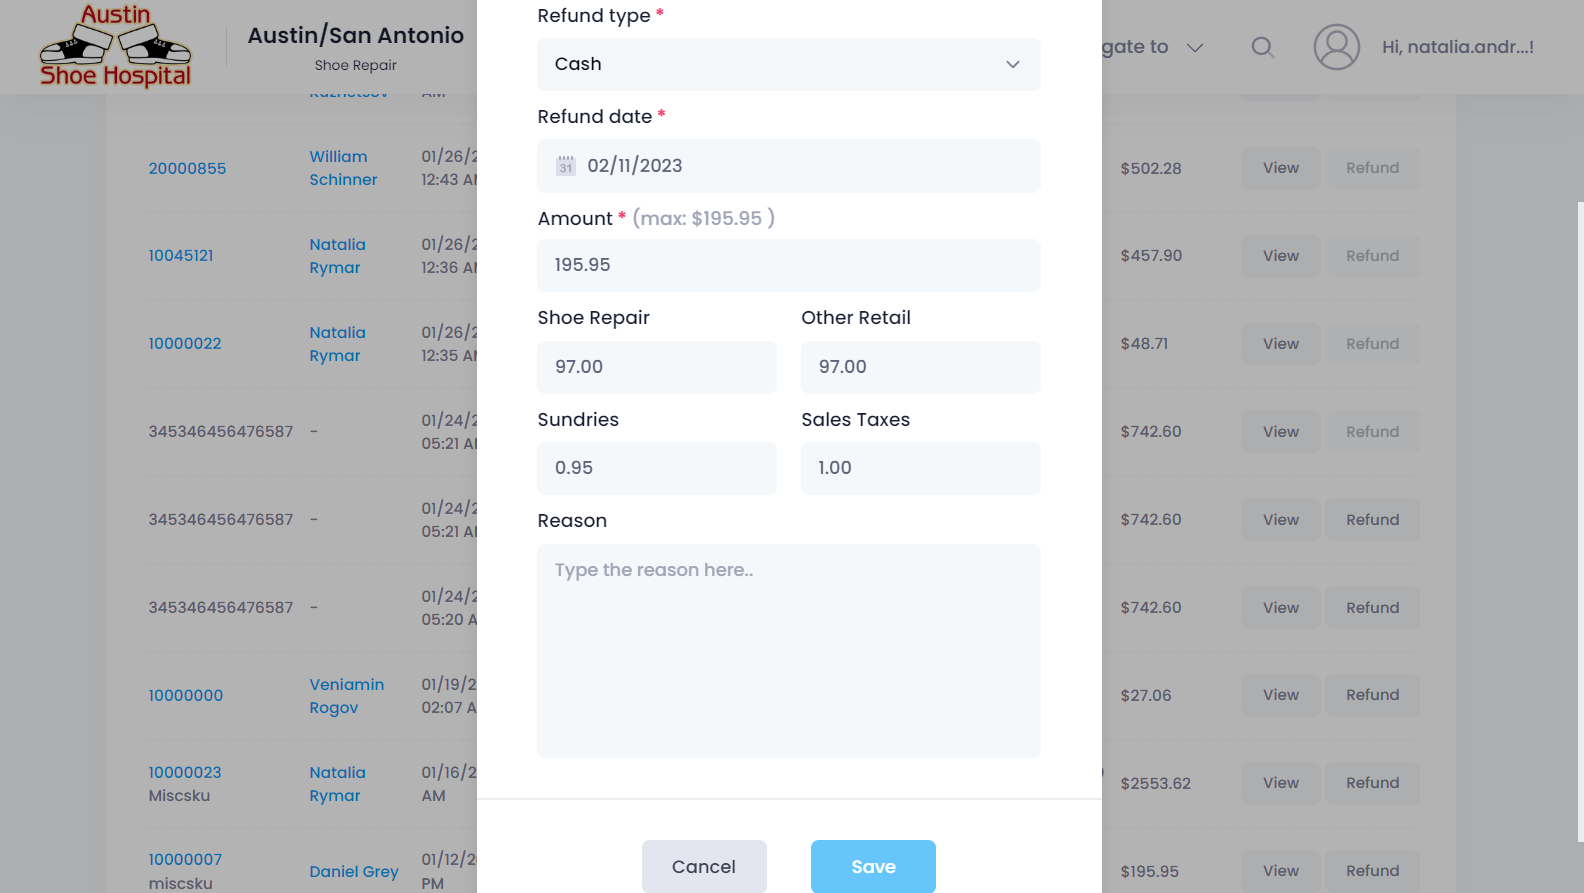 Austin
Shoe Hospital
Austin/San Antonio
Shoe Repair
gate to
Hi, natalia.andr...!
Refund type *
Cash
Refund date *
31
02/11/2023
Amount * (max: $195.95 )
195.95
Shoe Repair
Other Retail
97.00
97.00
Sundries
Sales Taxes
0.95
1.00
Reason
Type the reason here..
Cancel
Save
20000855
William
Schinner
01/26/2
12:43 A
$502.28
View
Refund
10045121
Natalia
Rymar
01/26/2
12:36 A
$457.90
View
Refund
10000022
Natalia
Rymar
01/26/2
12:35 A
$48.71
View
Refund
345346456476587
-
01/24/2
05:21 A
$742.60
View
Refund
345346456476587
-
01/24/2
05:21 A
$742.60
View
Refund
345346456476587
-
01/24/2
05:20 A
$742.60
View
Refund
10000000
Veniamin
Rogov
01/19/2
02:07 A
$27.06
View
Refund
10000023
Miscsku
Natalia
Rymar
01/16/2
AM
$2553.62
View
Refund
10000007
miscsku
Daniel Grey
01/12/2
PM
$195.95
View
Refund